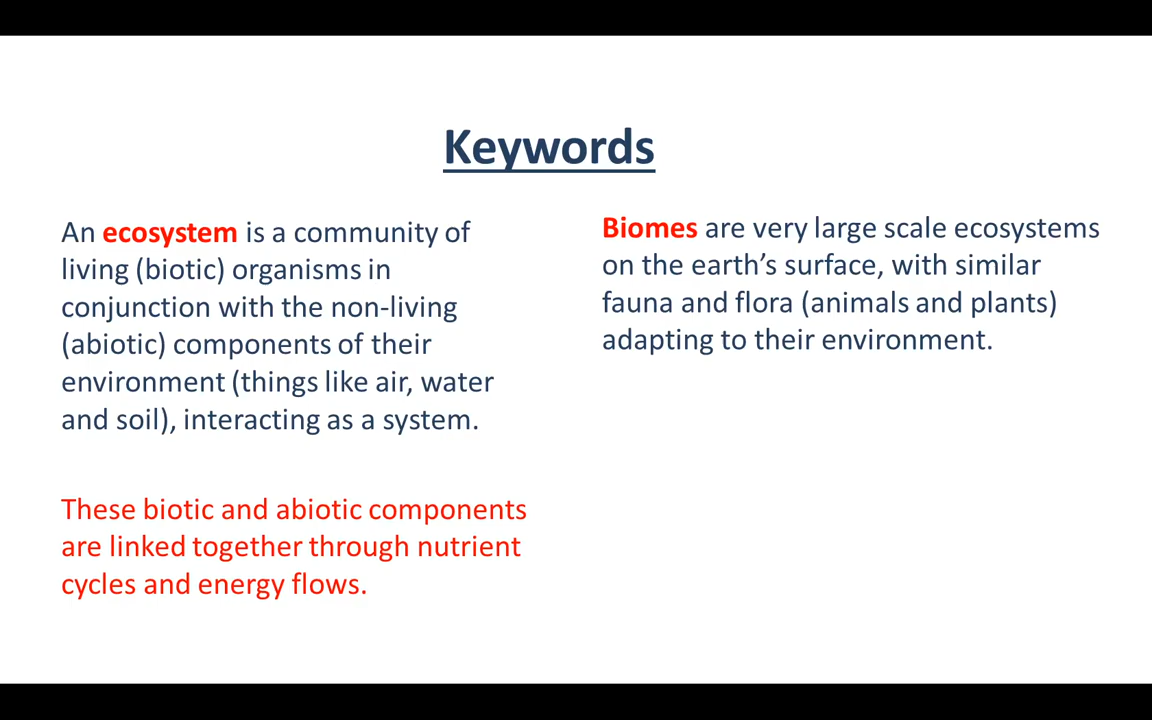 Keywords
An ecosystem is a community of
living (biotic) organisms in
conjunction with the non-living
(abiotic) components of their
environment (things like air, water
and soil), interacting as a system.
These biotic and abiotic components
are linked together through nutrient
cycles and energy flows.
Biomes are very large scale ecosystems
on the earth’s surface, with similar
fauna and flora (animals and plants)
adapting to their environment.